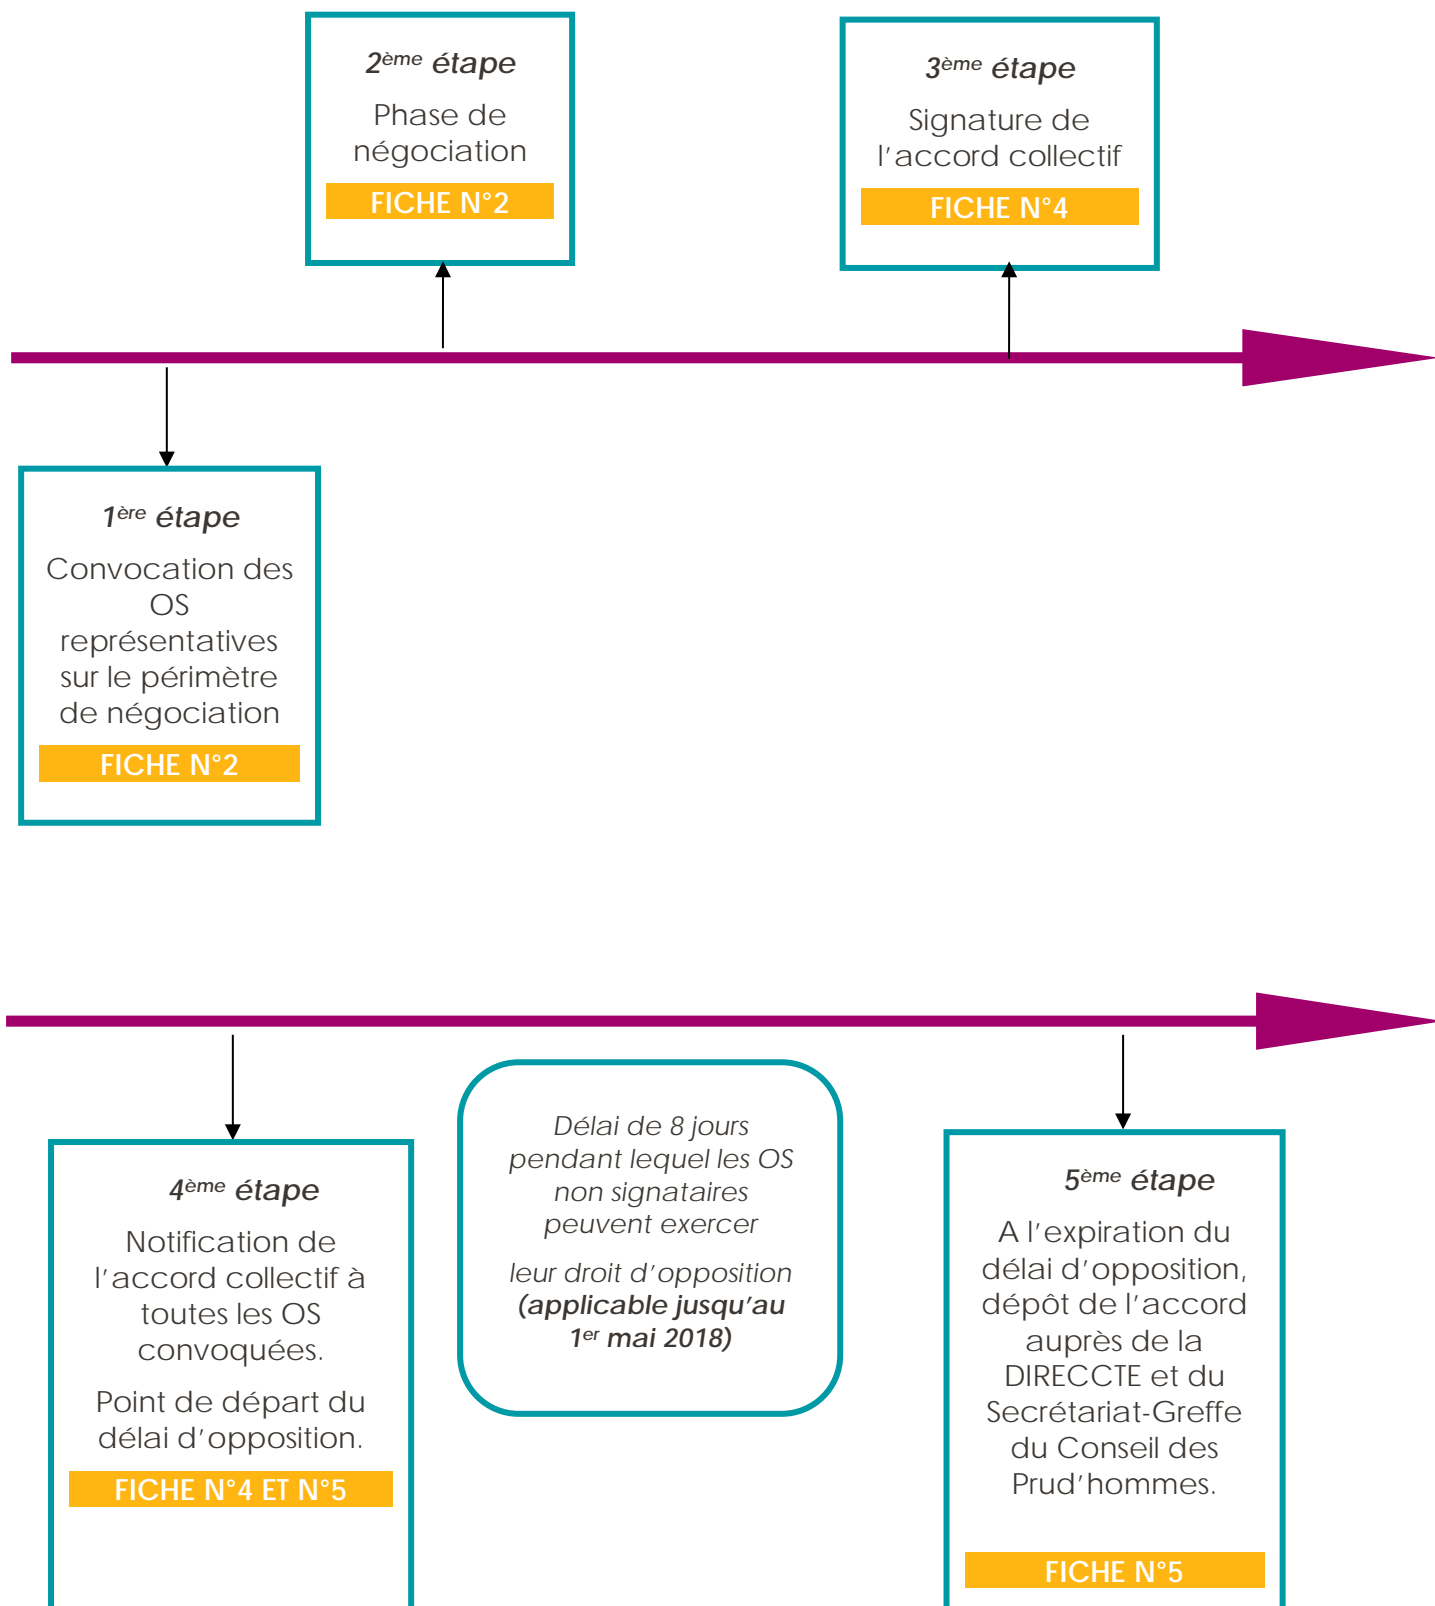 2ème étape
Phase de
négociation
FICHE N°2
3ème étape
Signature de
l'accord collectif
FICHE N°4
1ère étape
Convocation des
OS
représentatives
sur le périmètre
de négociation
FICHE N°2
4ème étape
Notification de
l'accord collectif à
toutes les OS
convoquées.
Point de départ du
délai d'opposition.
FICHE N°4 ET N°5
Délai de 8 jours
pendant lequel les OS
non signataires
peuvent exercer
leur droit d'opposition
(applicable jusqu'au
1er mai 2018)
5ème étape
A l'expiration du
délai d'opposition,
dépôt de l'accord
auprès de la
DIRECCTE et du
Secrétariat-Greffe
du Conseil des
Prud'hommes.
FICHE N°5